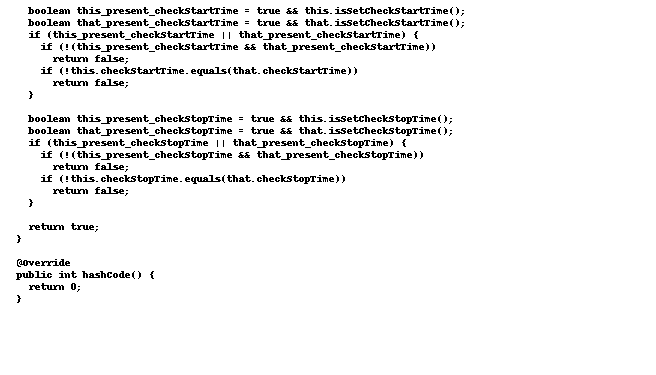 boolean this_present_checkStartTime = true && this.isSetCheckStartTime();
boolean that_present_checkStartTime = true && that.isSetCheckStartTime();
if (this_present_checkStartTime || that_present_checkStartTime) {
if (!(this_present_checkStartTime && that_present_checkStartTime))
return false;
if (!this.checkStartTime.equals(that.checkStartTime))
return false;
}
boolean this_present_checkStopTime = true && this.isSetCheckStopTime();
boolean that_present_checkStopTime = true && that.isSetCheckStopTime();
if (this_present_checkStopTime || that_present_checkStopTime) {
if (!(this_present_checkStopTime && that_present_checkStopTime))
return false;
if (!this.checkStopTime.equals(that.checkStopTime))
return false;
}
return true;
}
@Override
public int hashCode() {
return 0;
}